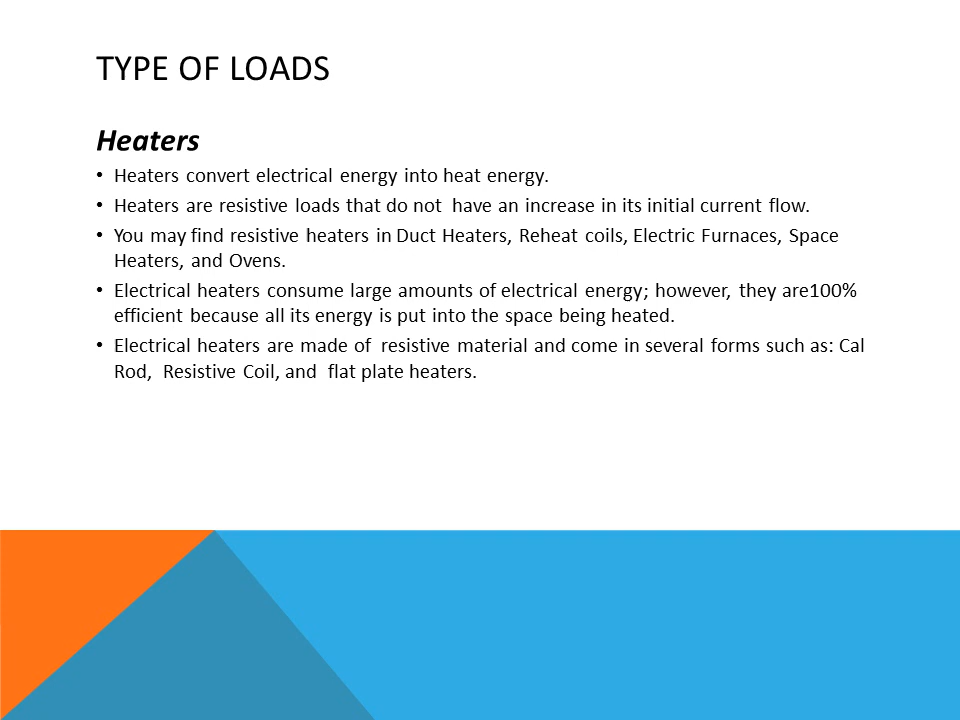 TYPE OF LOADS
Heaters
• Heaters convert electrical energy into heat energy.
• Heaters are resistive loads that do not  have an increase in its initial current flow.
• You may find resistive heaters in Duct Heaters, Reheat coils, Electric Furnaces, Space
Heaters, and Ovens.
• Electrical heaters consume large amounts of electrical energy; however, they are100%
efficient because all its energy is put into the space being heated.
• Electrical heaters are made of  resistive material and come in several forms such as: Cal
Rod,  Resistive Coil, and  flat plate heaters.